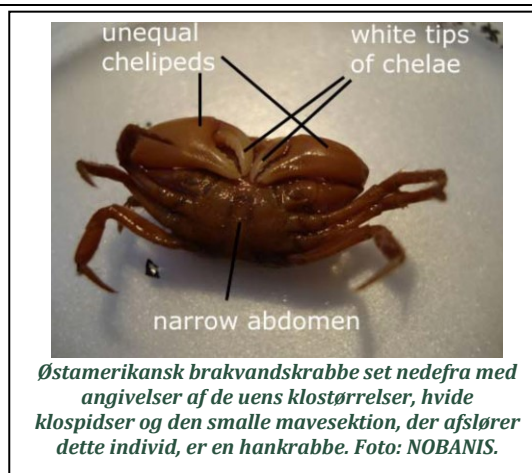 unequal
chelipeds
white tips
of chelae
narrow abdomen
Østamerikansk brakvandskrabbe set nedefra med
angivelser af de uens klostørrelser, hvide
klospidser og den smalle mavesektion, der afslører
dette individ, er en hankrabbe. Foto: NOBANIS.